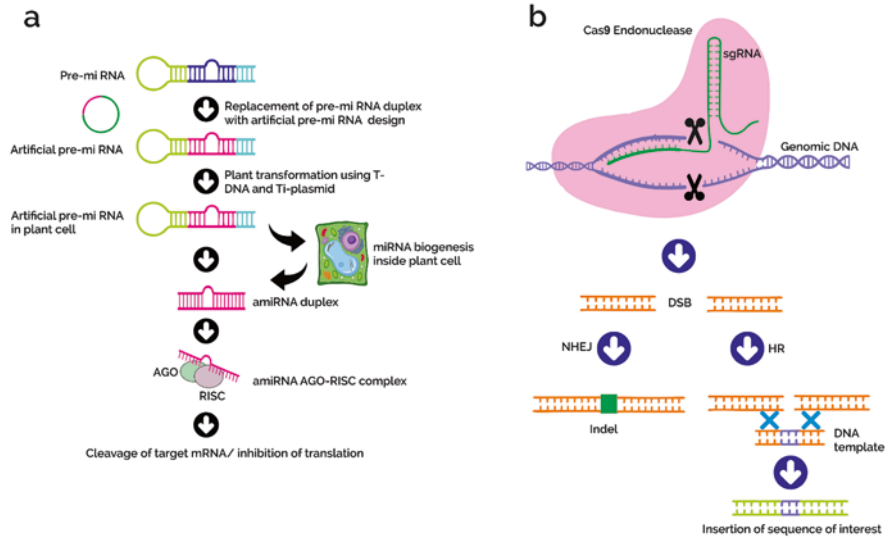 a
Pre-mi RNA
Replacement of pre-mi RNA duplex
with artificial pre-mi RNA design
Artificial pre-mi RNA
Plant transformation using T-
DNA and Ti-plasmid
Artificial pre-mi RNA
in plant cell
miRNA biogenesis
inside plant cell
amiRNA duplex
AGO
RISC
amiRNA AGO-RISC complex
Cleavage of target mRNA/ inhibition of translation
b
Cas9 Endonuclease
sgRNA
Genomic DNA
DSB
NHEJ
HR
Indel
DNA
template
Insertion of sequence of interest